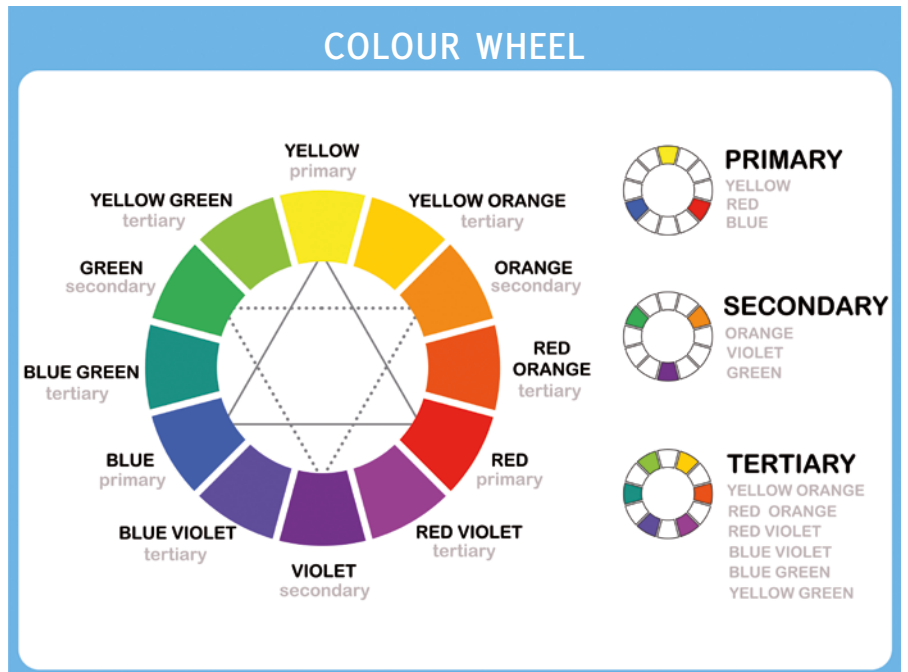 COLOUR WHEEL
YELLOW
primary
YELLOW GREEN
tertiary
YELLOW ORANGE
tertiary
GREEN
secondary
ORANGE
secondary
BLUE GREEN
tertiary
RED
ORANGE
tertiary
BLUE
primary
RED
primary
BLUE VIOLET
tertiary
RED VIOLET
tertiary
VIOLET
secondary
PRIMARY
YELLOW
RED
BLUE
SECONDARY
ORANGE
VIOLET
GREEN
TERTIARY
YELLOW ORANGE
RED ORANGE
RED VIOLET
BLUE VIOLET
BLUE GREEN
YELLOW GREEN